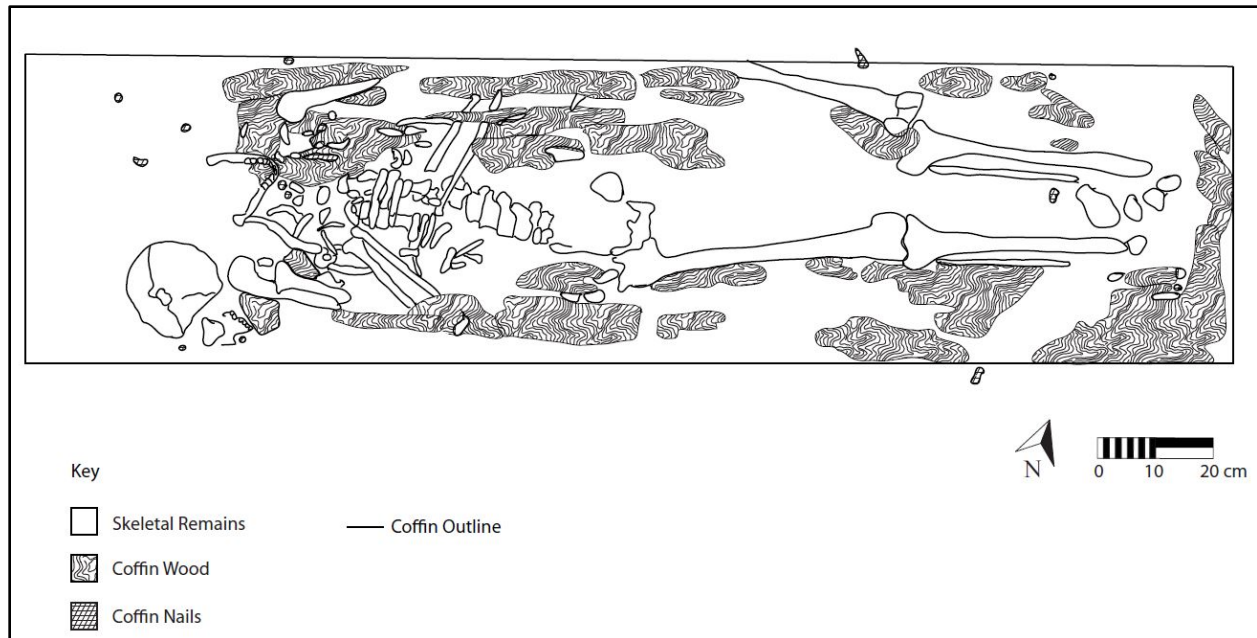 N
0 10 20 cm
Key
Skeletal Remains
Coffin Outline
Coffin Wood
Coffin Nails